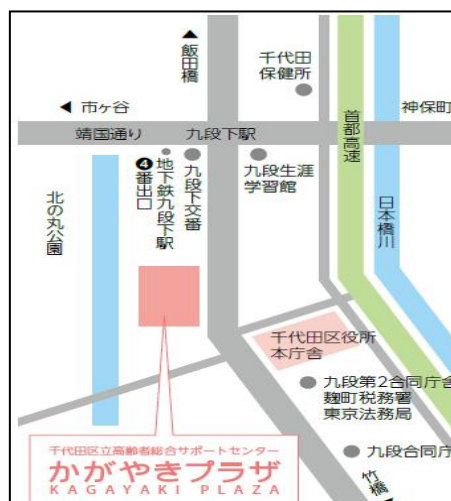 ▲飯田橋
千代田
保健所
◀ 市ヶ谷
首都高速
神保町
靖国通り
九段下駅
❹番出口
地下鉄九段下駅
九段下交番
九段生涯
学習館
北の丸公園
日本橋川
千代田区役所
本庁舎
九段第2合同庁舎
麹町税務署
東京法務局
九段合同庁
竹橋
千代田区立高齢者総合サポートセンター
かがやきプラザ
KAGAYAKI PLAZA